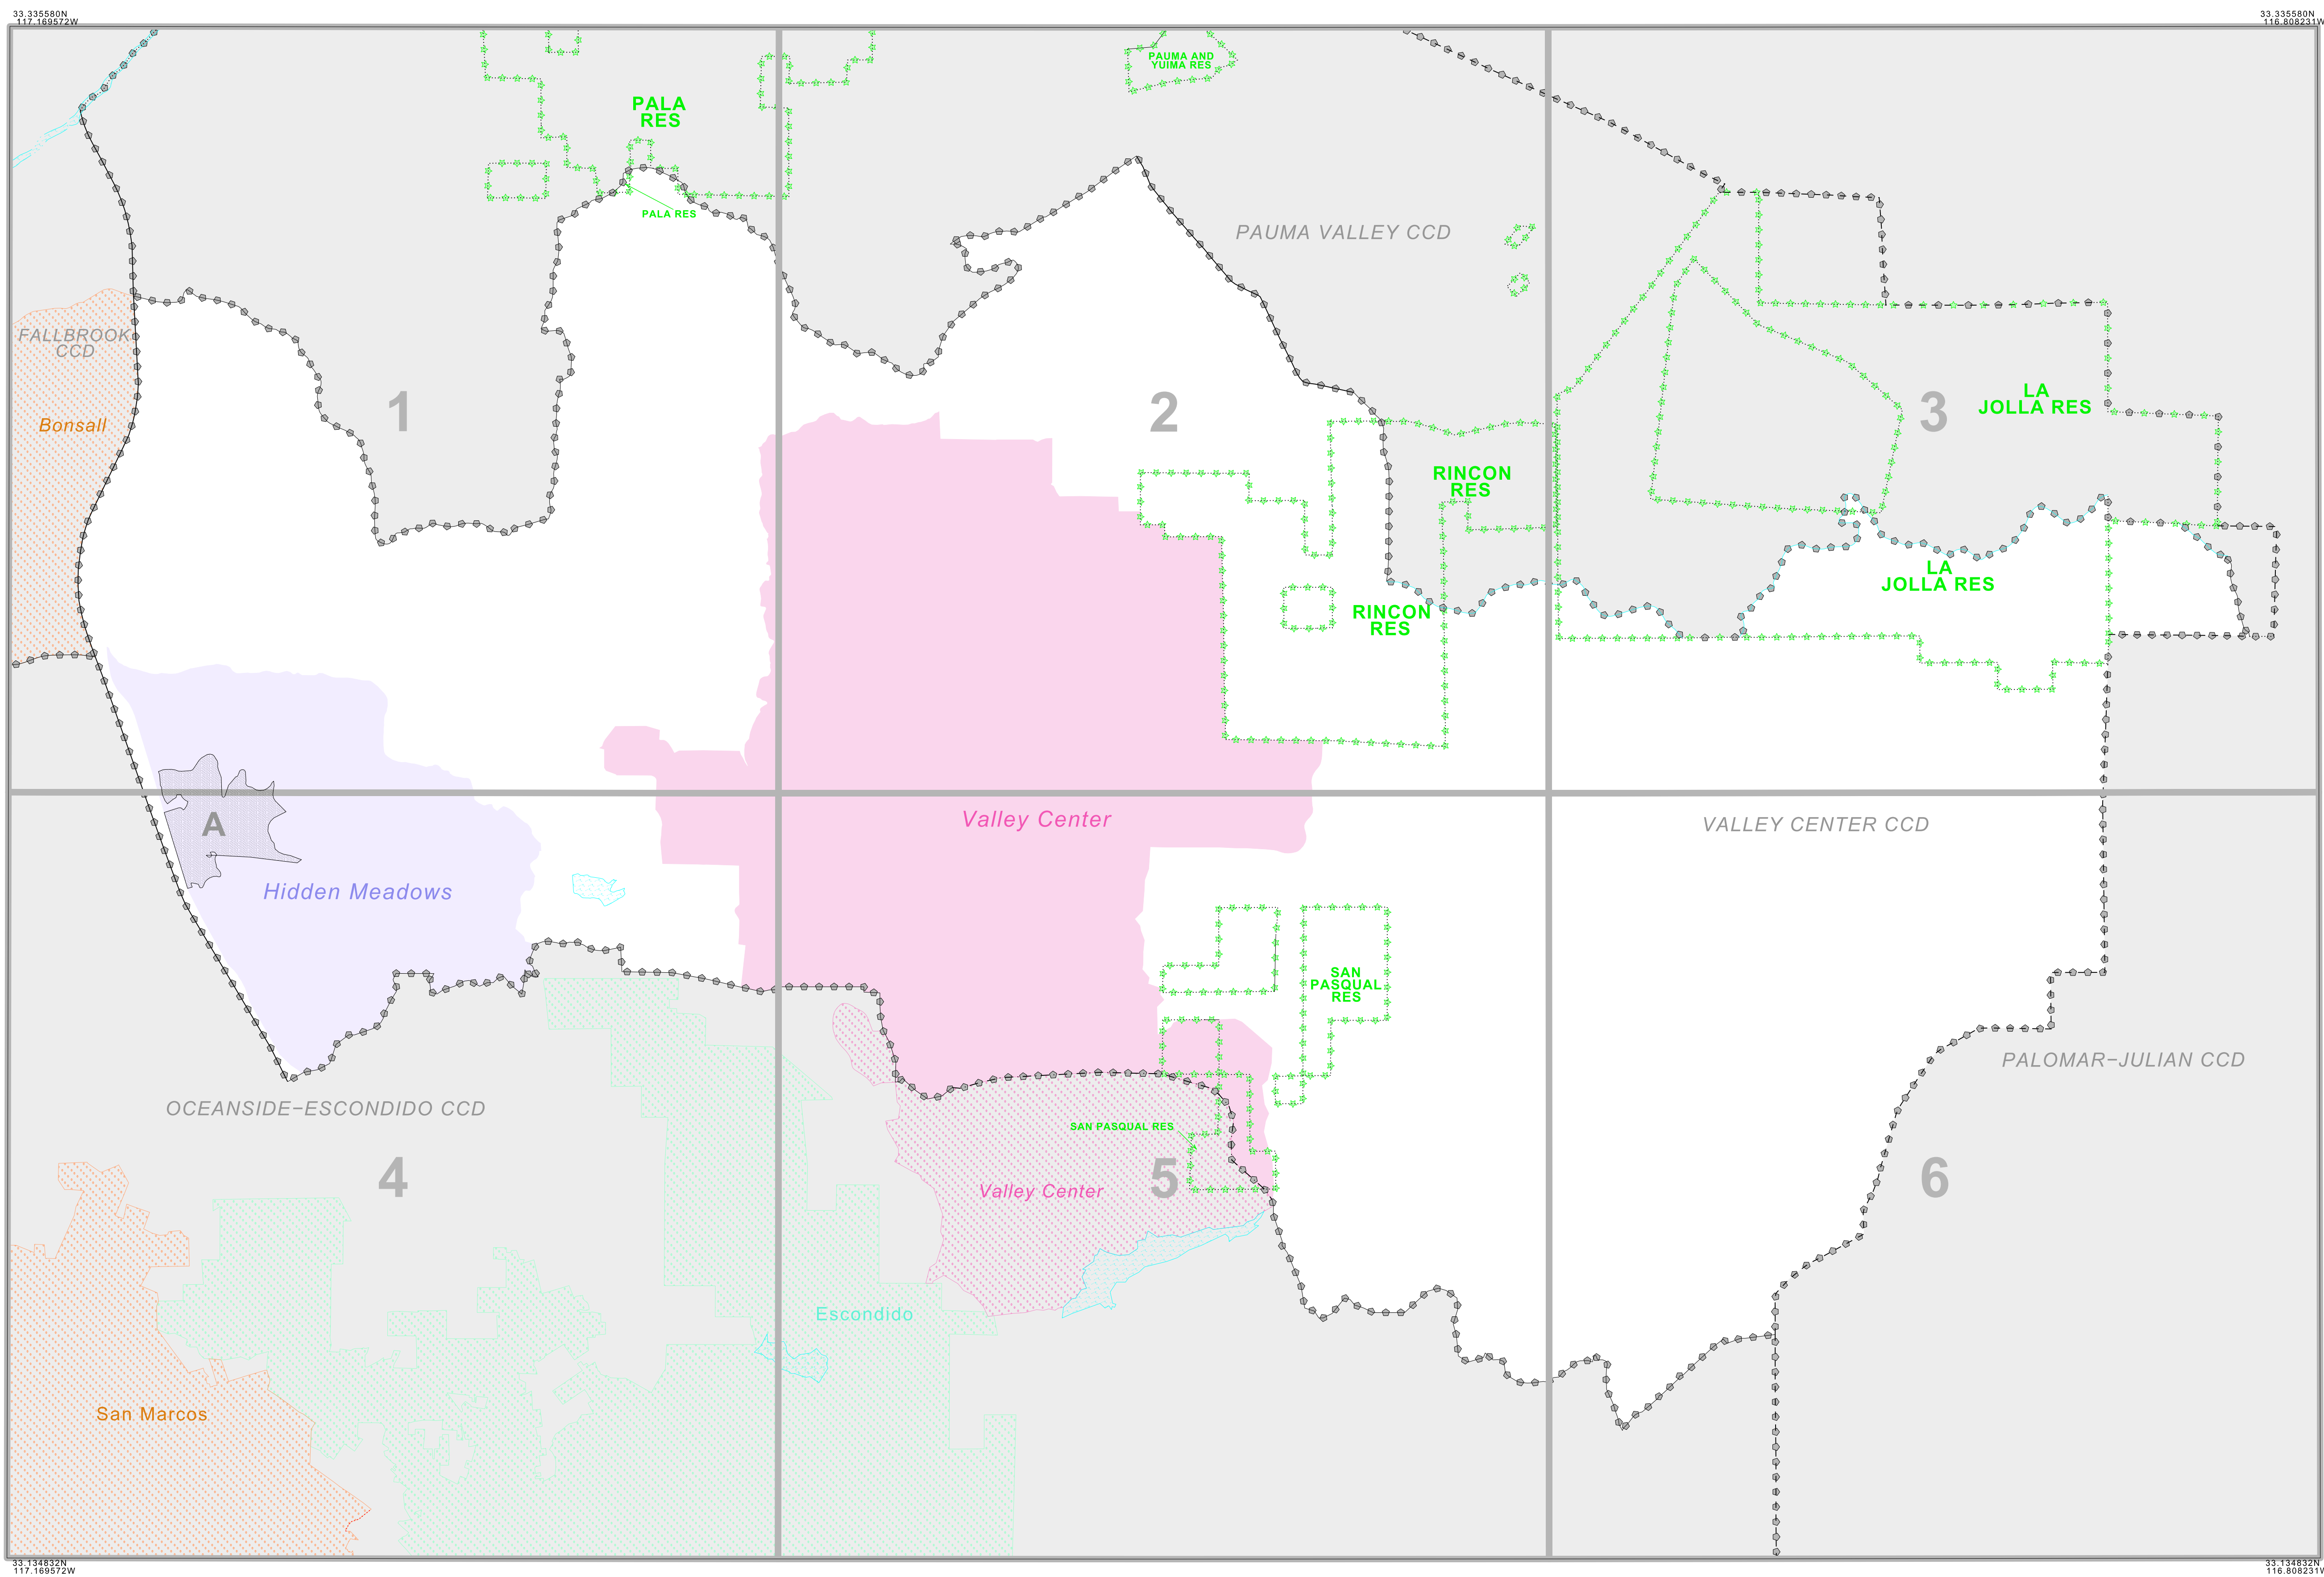 33.335580N
117.169572W
33.335580N
116.808231W
PAUMA AND
YUIMA RES
PALA
RES
PALA RES
PAUMA VALLEY CCD
FALLBROOK
CCD
Bonsall
1
2
3
LA
JOLLA RES
RINCON
RES
LA
JOLLA RES
RINCON
RES
A
Valley Center
VALLEY CENTER CCD
Hidden Meadows
SAN
PASQUAL
RES
PALOMAR–JULIAN CCD
OCEANSIDE–ESCONDIDO CCD
SAN PASQUAL RES
4
5
6
Valley Center
Escondido
San Marcos
33.134832N
117.169572W
33.134832N
116.808231W